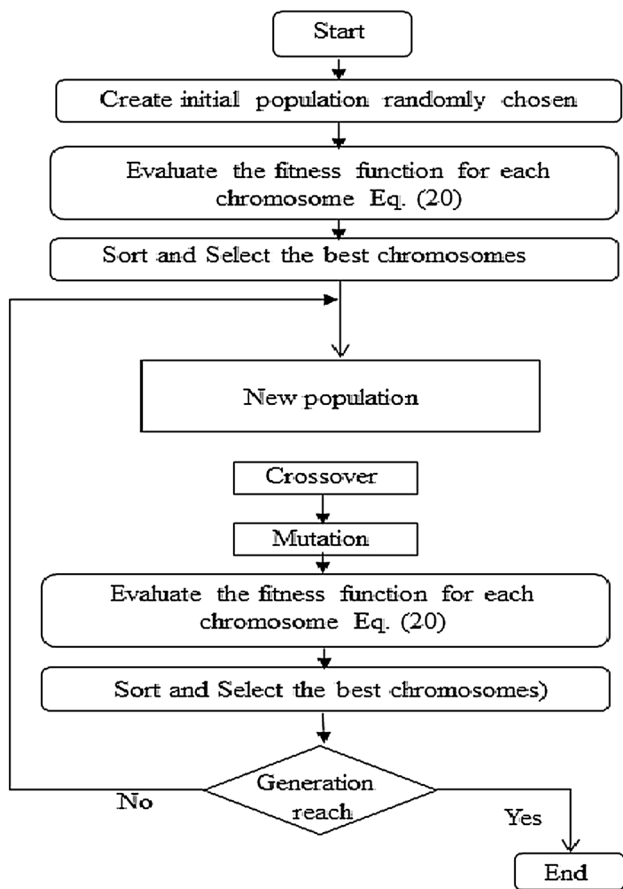 Start
Create initial population randomly chosen
Evaluate the fitness function for each
chromosome Eq. (20)
Sort and Select the best chromosomes
New population
Crossover
Mutation
Evaluate the fitness function for each
chromosome Eq. (20)
Sort and Select the best chromosomes)
Generation
reach
No
Yes
End